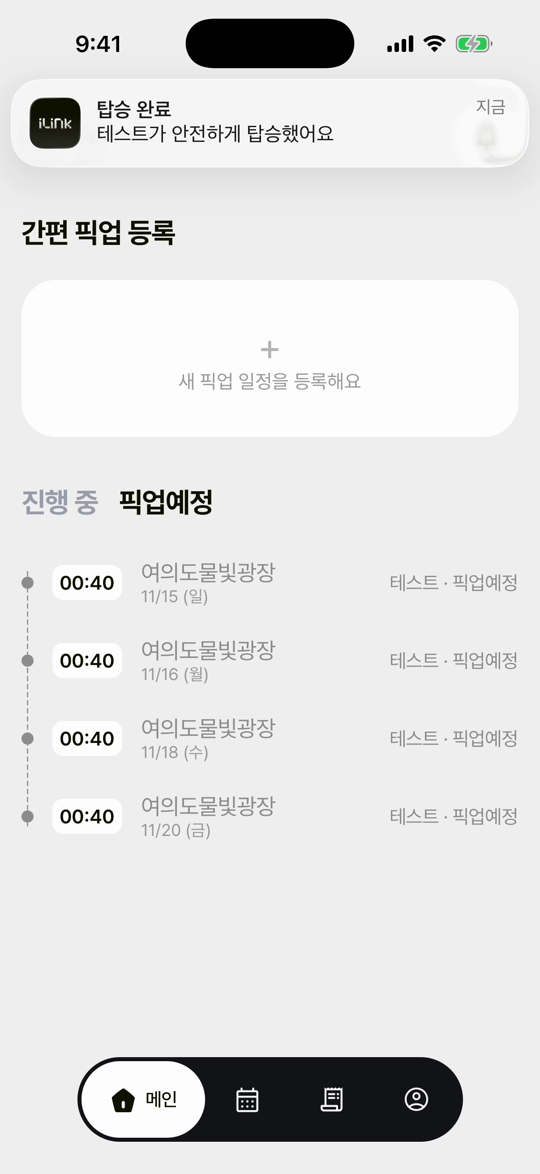 9:41
iLink
탑승 완료
지금
테스트가 안전하게 탑승했어요
간편 픽업 등록
+
새 픽업 일정을 등록해요
진행 중 픽업예정
00:40 여의도물빛광장 테스트 · 픽업예정
11/15 (일)
00:40 여의도물빛광장 테스트 · 픽업예정
11/16 (월)
00:40 여의도물빛광장 테스트 · 픽업예정
11/18 (수)
00:40 여의도물빛광장 테스트 · 픽업예정
11/20 (금)
메인